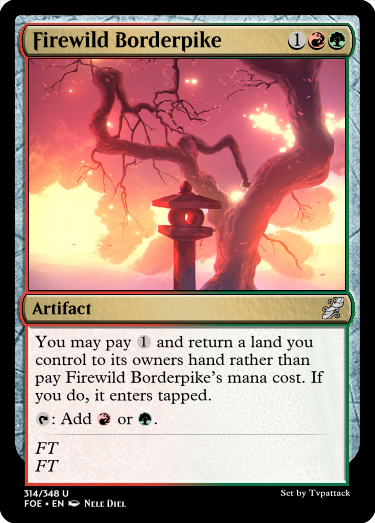 Firewild Borderpike 1
Artifact
You may pay 1 and return a land you
control to its owners hand rather than
pay Firewild Borderpike's mana cost. If
you do, it enters tapped.
: Add or .
FT
FT
314/348 U
FOE • EN Nele Diel
Set by Tvpattack